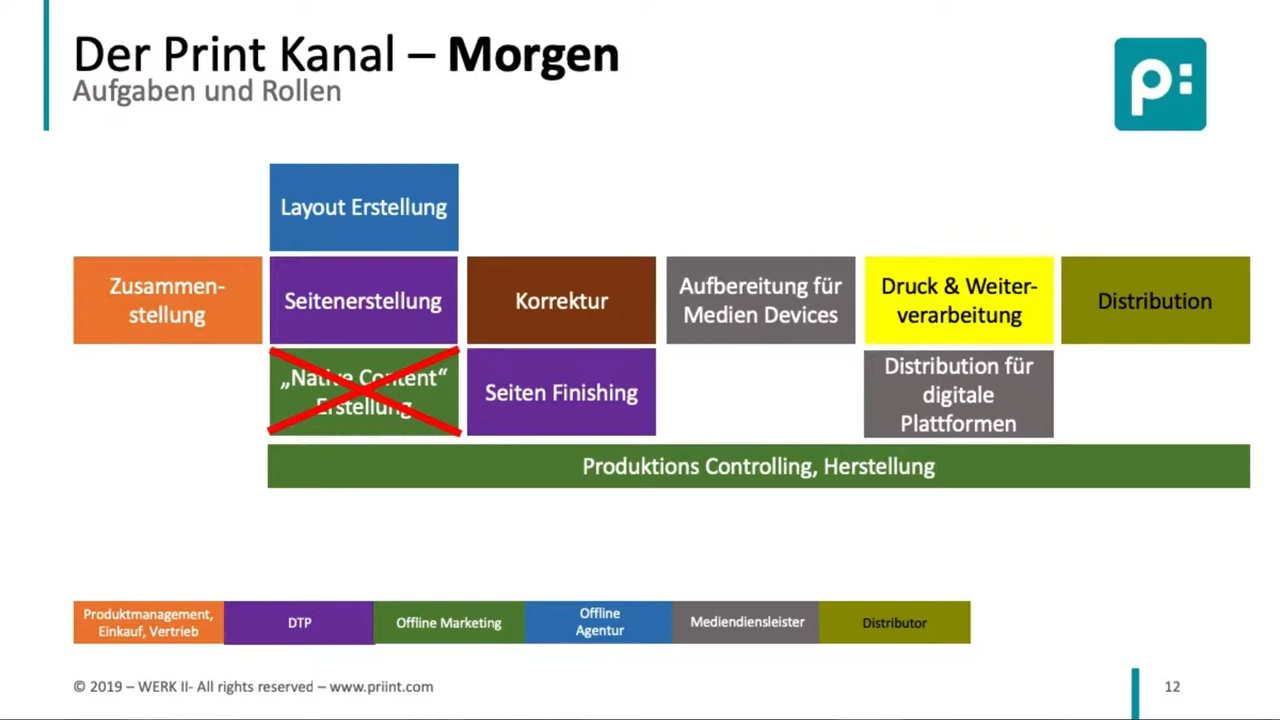 Der Print Kanal – Morgen
Aufgaben und Rollen
p:
Layout Erstellung
Zusammen-
stellung
Seitenerstellung
Korrektur
Aufbereitung für
Medien Devices
Druck & Weiter-
verarbeitung
Distribution
„Native Content“
Erstellung
Seiten Finishing
Distribution für
digitale
Plattformen
Produktions Controlling, Herstellung
Produktmanagement,
Einkauf, Vertrieb
DTP
Offline Marketing
Offline
Agentur
Mediendiensleister
Distributor
© 2019 – WERK II- All rights reserved – www.priint.com
12